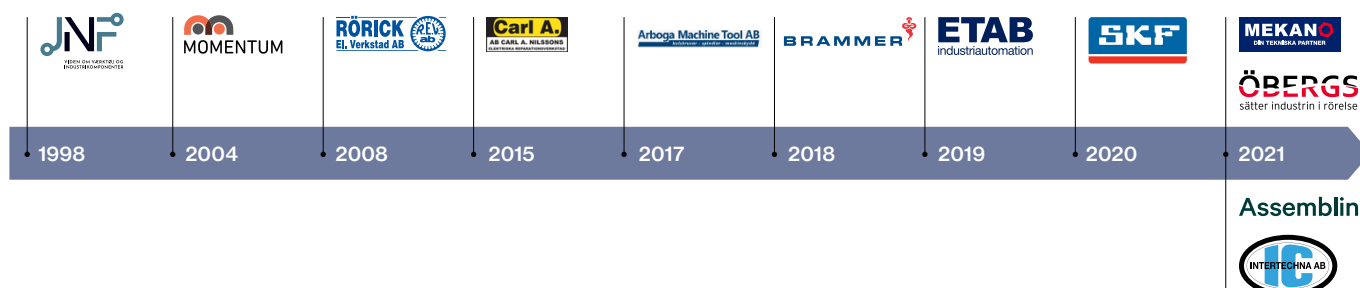 JNF
VIDEN OM VÆRKTØJ OG
INDUSTRIKOMPONENTER
MOMENTUM
RÖRICK
El. Verkstad AB
R.E.V.
ab
Carl A.
AB CARL A. NILSSONS
ELEKTRISKA REPARATIONSVERKSTAD
Arboga Machine Tool AB
BRAMMER
ETAB
industriautomation
SKF
MEKANO
DIN TEKNISKA PARTNER
ÖBERGS
sätter industrin i rörelse
1998
2004
2008
2015
2017
2018
2019
2020
2021
Assemblin
IC
INTERTECHNA AB